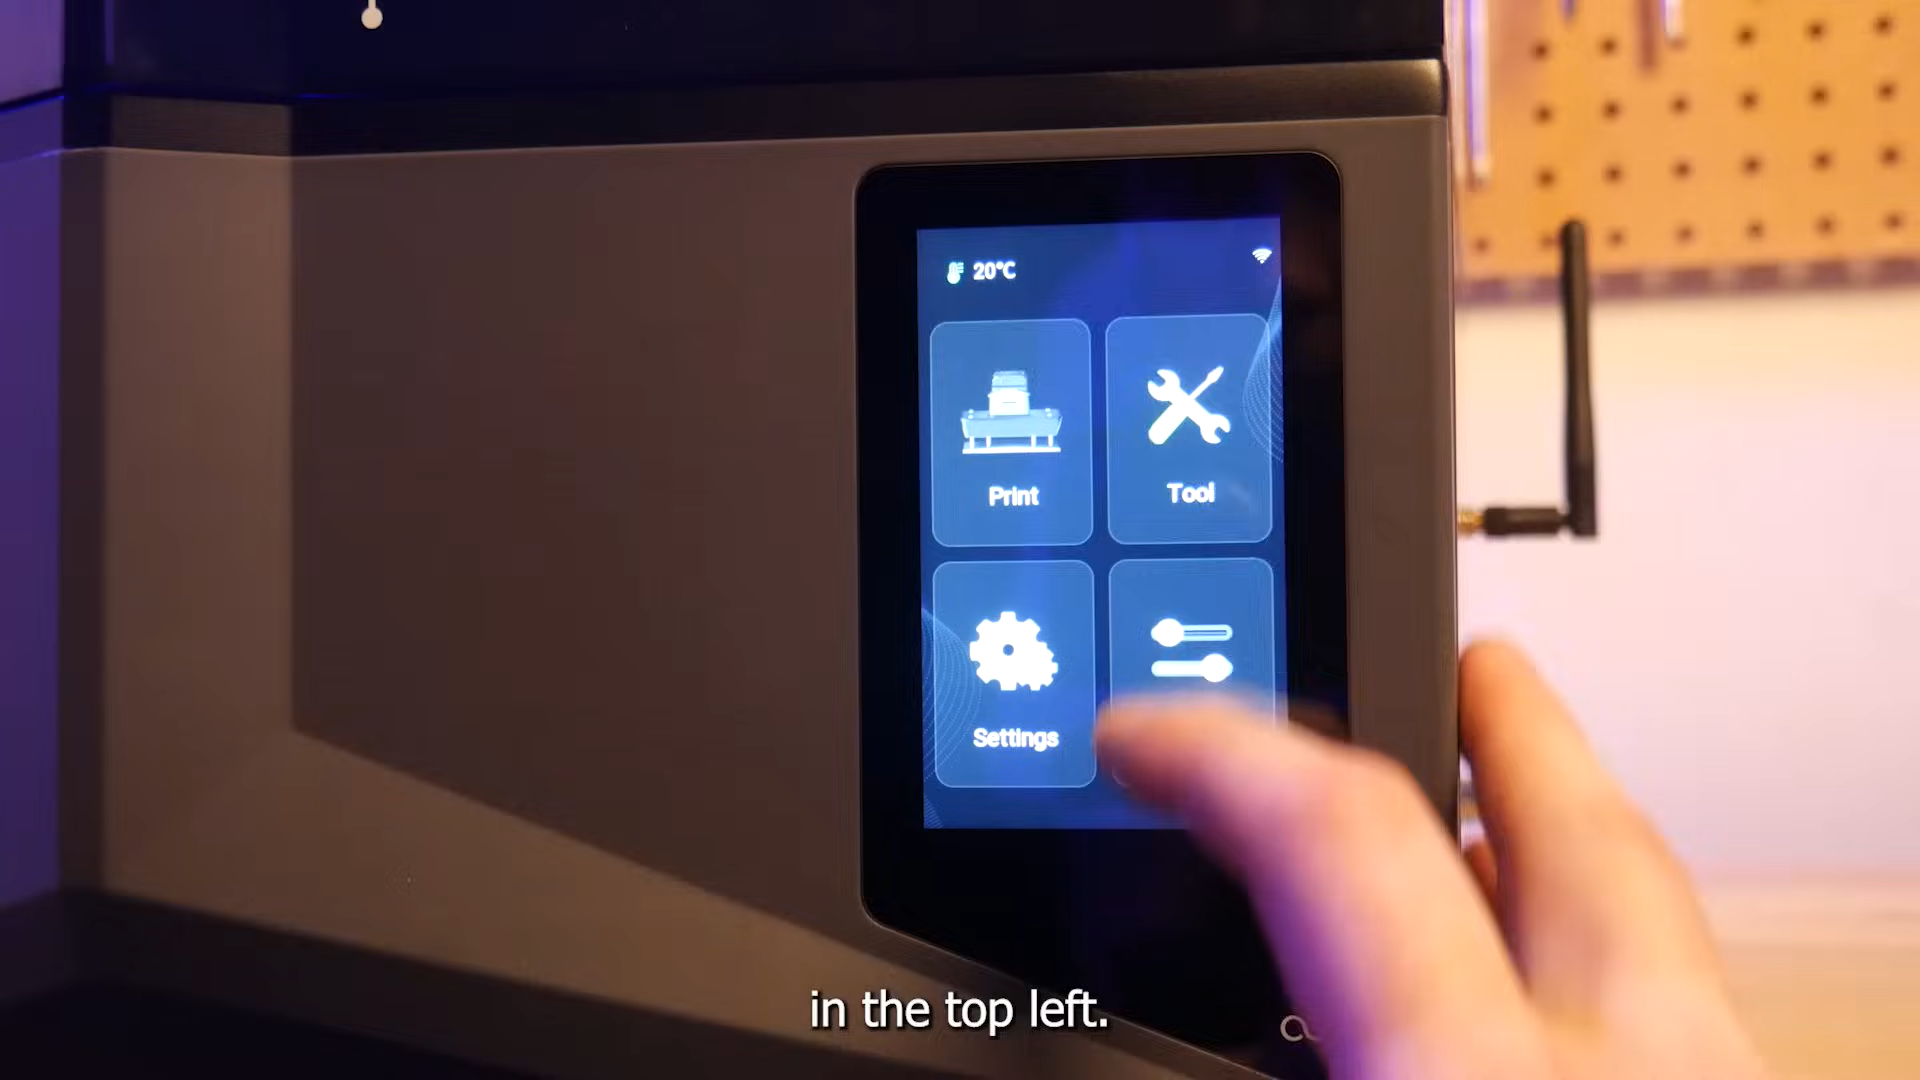 20°C
Print
Tool
Settings
in the top left.